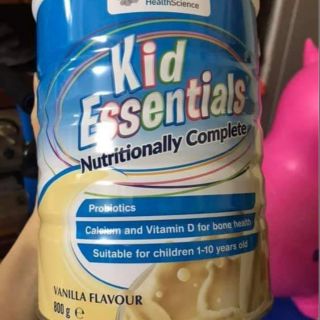 HealthScience
Kid
Essentials
Nutritionally Complete
Probiotics
Calcium and Vitamin D for bone health
Suitable for children 1-10 years old
VANILLA FLAVOUR
800 g e